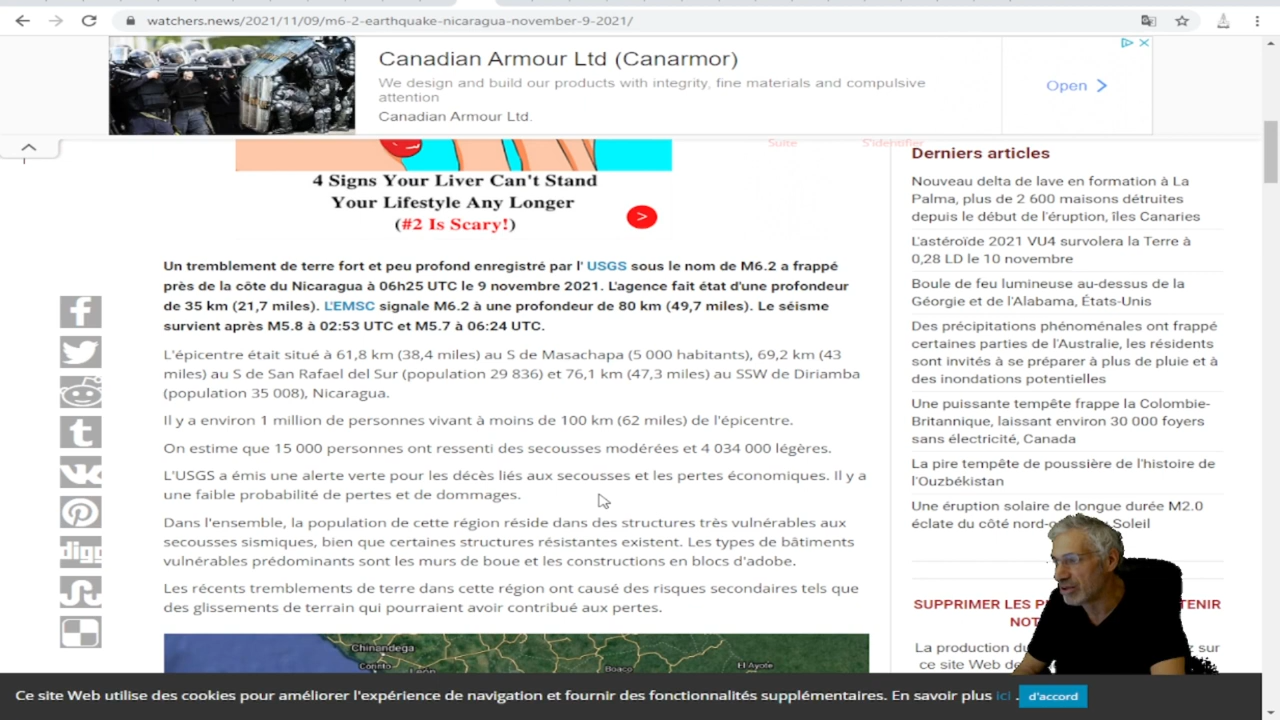 watchers.news/2021/11/09/m6-2-earthquake-nicaragua-november-9-2021/
Canadian Armour Ltd (Canarmor)
We design and build our products with integrity, fine materials and compulsive
attention
Canadian Armour Ltd.
Open
Suite
S'identifier
4 Signs Your Liver Can't Stand
Your Lifestyle Any Longer
(#2 Is Scary!)
Un tremblement de terre fort et peu profond enregistré par l' USGS sous le nom de M6.2 a frappé
près de la côte du Nicaragua à 06h25 UTC le 9 novembre 2021. L'agence fait état d'une profondeur
de 35 km (21,7 miles). L'EMSC signale M6.2 à une profondeur de 80 km (49,7 miles). Le séisme
survient après M5.8 à 02:53 UTC et M5.7 à 06:24 UTC.
L'épicentre était situé à 61,8 km (38,4 miles) au S de Masachapa (5 000 habitants), 69,2 km (43
miles) au S de San Rafael del Sur (population 29 836) et 76,1 km (47,3 miles) au SSW de Diriamba
(population 35 008), Nicaragua.
Il y a environ 1 million de personnes vivant à moins de 100 km (62 miles) de l'épicentre.
On estime que 15 000 personnes ont ressenti des secousses modérées et 4 034 000 légères.
L'USGS a émis une alerte verte pour les décès liés aux secousses et les pertes économiques. Il y a
une faible probabilité de pertes et de dommages.
Dans l'ensemble, la population de cette région réside dans des structures très vulnérables aux
secousses sismiques, bien que certaines structures résistantes existent. Les types de bâtiments
vulnérables prédominants sont les murs de boue et les constructions en blocs d'adobe.
Les récents tremblements de terre dans cette région ont causé des risques secondaires tels que
des glissements de terrain qui pourraient avoir contribué aux pertes.
Chinandega
Corinto
León
Boaco
El Ayote
digg
Derniers articles
Nouveau delta de lave en formation à La
Palma, plus de 2 600 maisons détruites
depuis le début de l'éruption, îles Canaries
L'astéroïde 2021 VU4 survolera la Terre à
0,28 LD le 10 novembre
Boule de feu lumineuse au-dessus de la
Géorgie et de l'Alabama, États-Unis
Des précipitations phénoménales ont frappé
certaines parties de l'Australie, les résidents
sont invités à se préparer à plus de pluie et à
des inondations potentielles
Une puissante tempête frappe la Colombie-
Britannique, laissant environ 30 000 foyers
sans électricité, Canada
La pire tempête de poussière de l'histoire de
l'Ouzbékistan
Une éruption solaire de longue durée M2.0
éclate du côté nord- Soleil
SUPPRIMER LES
La production sur
ce site Web
Ce site Web utilise des cookies pour améliorer l'expérience de navigation et fournir des fonctionnalités supplémentaires. En savoir plus ici . d'accord